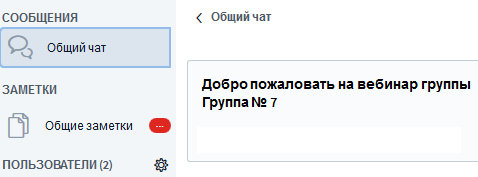 СООБЩЕНИЯ
Общий чат
ЗАМЕТКИ
Общие заметки
...
ПОЛЬЗОВАТЕЛИ (2)
Общий чат
Добро пожаловать на вебинар группы
Группа № 7